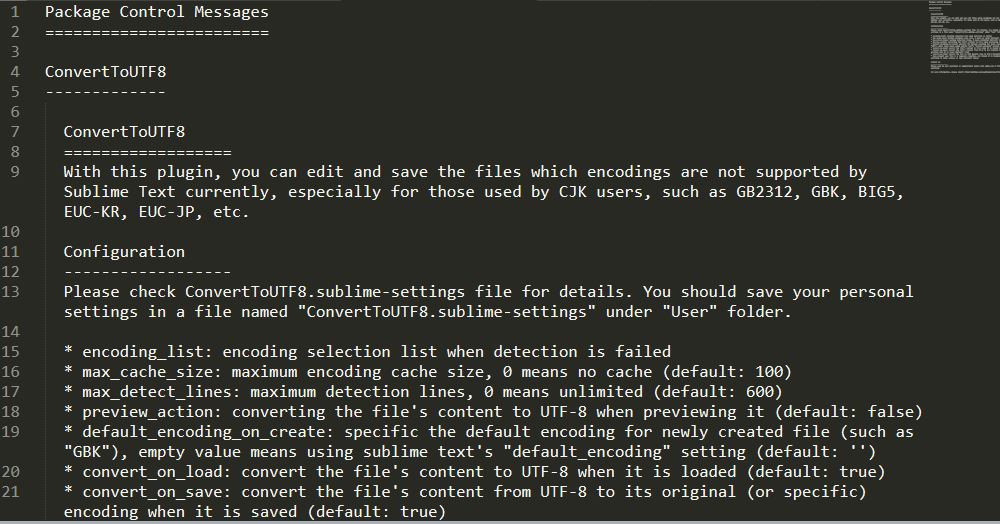 1 Package Control Messages
2 ========================
3
4 ConvertToUTF8
5 -------------
6
7 ConvertToUTF8
8 ==================
9 With this plugin, you can edit and save the files which encodings are not supported by
Sublime Text currently, especially for those used by CJK users, such as GB2312, GBK, BIG5,
EUC-KR, EUC-JP, etc.
10
11 Configuration
12 ------------------
13 Please check ConvertToUTF8.sublime-settings file for details. You should save your personal
settings in a file named "ConvertToUTF8.sublime-settings" under "User" folder.
14
15 * encoding_list: encoding selection list when detection is failed
16 * max_cache_size: maximum encoding cache size, 0 means no cache (default: 100)
17 * max_detect_lines: maximum detection lines, 0 means unlimited (default: 600)
18 * preview_action: converting the file's content to UTF-8 when previewing it (default: false)
19 * default_encoding_on_create: specific the default encoding for newly created file (such as
"GBK"), empty value means using sublime text's "default_encoding" setting (default: '')
20 * convert_on_load: convert the file's content to UTF-8 when it is loaded (default: true)
21 * convert_on_save: convert the file's content from UTF-8 to its original (or specific)
encoding when it is saved (default: true)